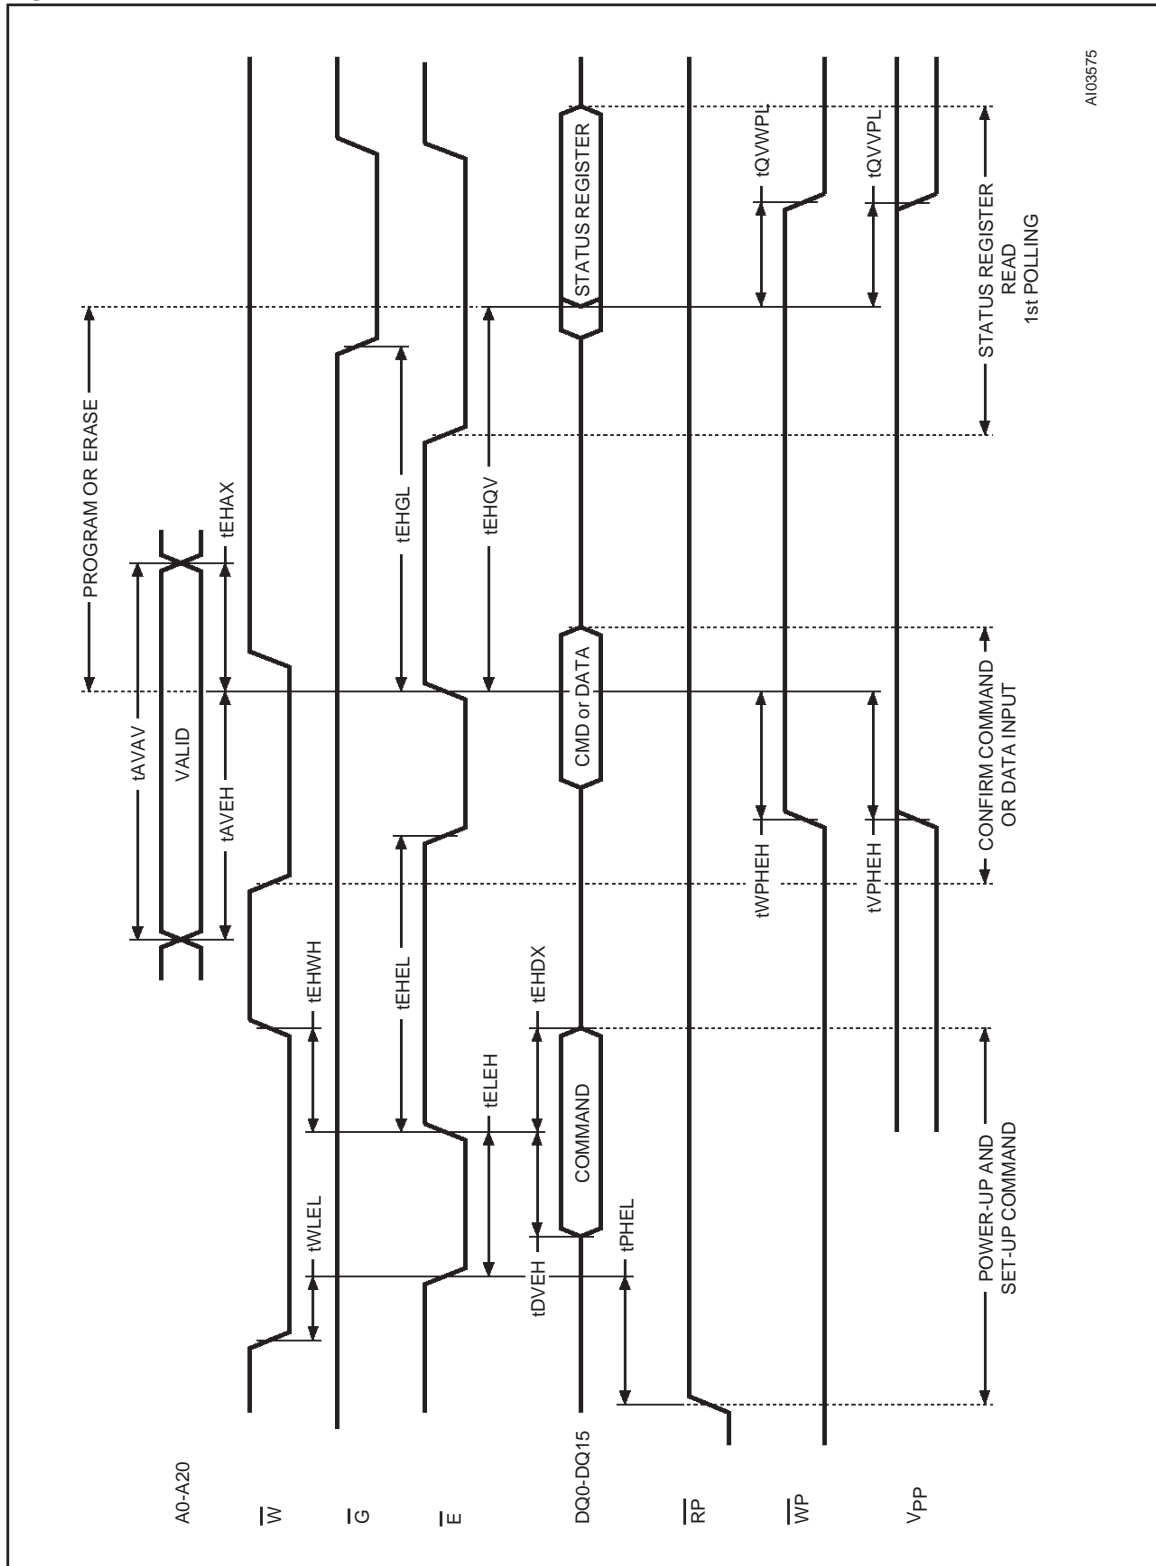 A0-A20
W
G
E
DQ0-DQ15
RP
WP
VPP
tAVAV
VALID
tAVEH
tEHAX
PROGRAM OR ERASE
tWLEL
tEHWH
tEHEL
tEHGL
tELEH
tEHQV
tDVEH
tEHDX
COMMAND
CMD or DATA
STATUS REGISTER
tPHEL
tWPHEH
tQVWPL
tVPHEH
tQVVPL
POWER-UP AND
SET-UP COMMAND
CONFIRM COMMAND
OR DATA INPUT
STATUS REGISTER
READ
1st POLLING
AI03575